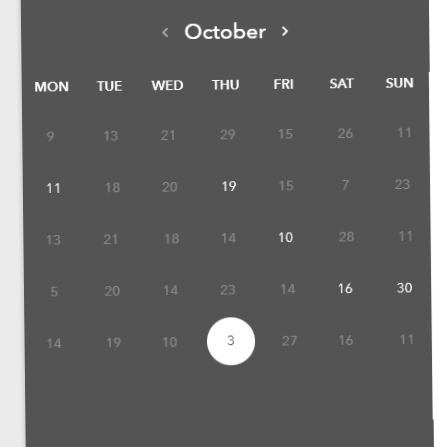 ‹ October ›
MON TUE WED THU FRI SAT SUN
9 13 21 29 15 26 11
11 18 20 19 15 7 23
13 21 18 14 10 28 11
5 20 14 23 14 16 30
14 19 10 3 27 16 11